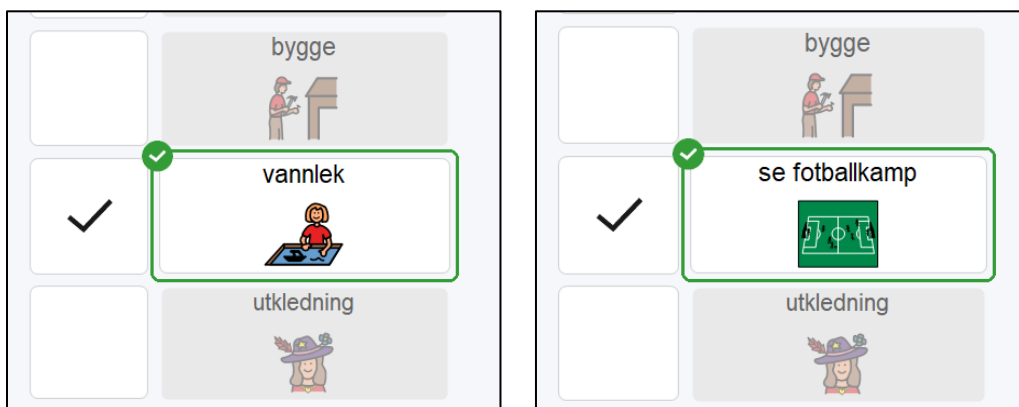 bygge
vannlek
utkledning
bygge
se fotballkamp
utkledning